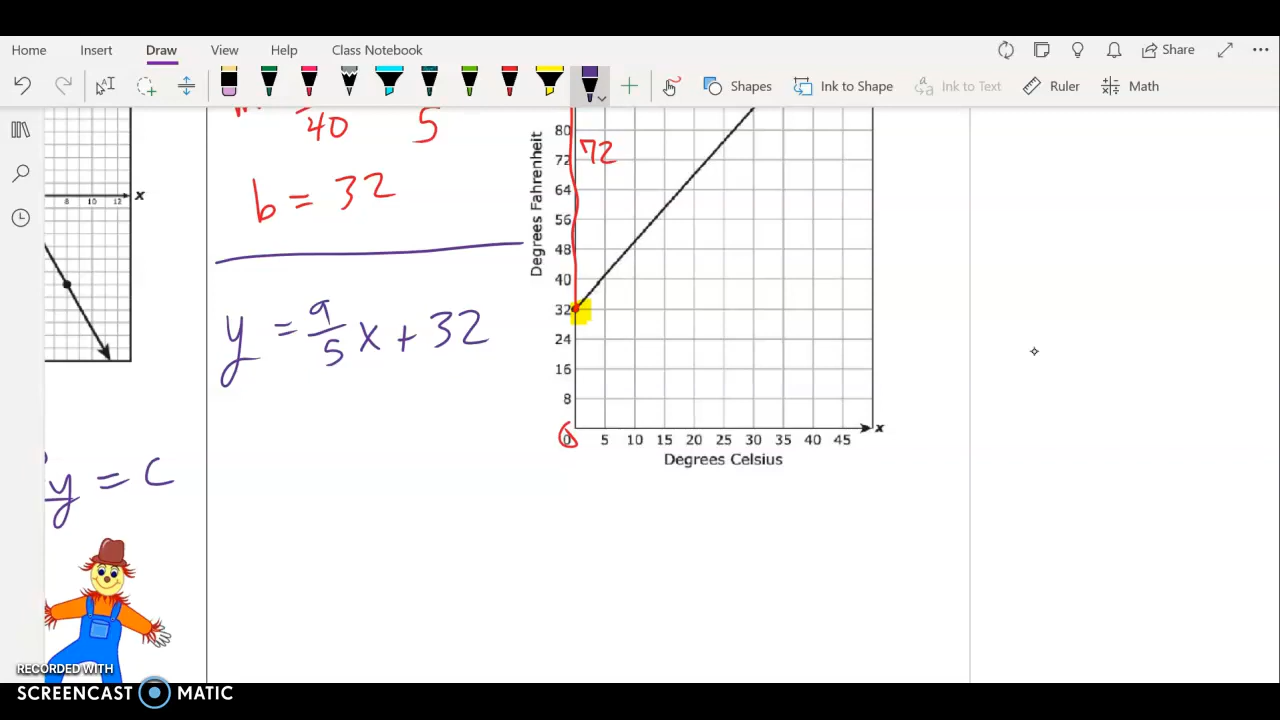 Home Insert Draw View Help Class Notebook Share
Shapes Ink to Shape Ink to Text Ruler Math
40 5
b = 32
y = 9/5 x + 32
y = C
8 10 12 x
Degrees Fahrenheit
80
72 72
64
56
48
40
32
24
16
8
0 5 10 15 20 25 30 35 40 45 x
Degrees Celsius
RECORDED WITH
SCREENCAST MATIC